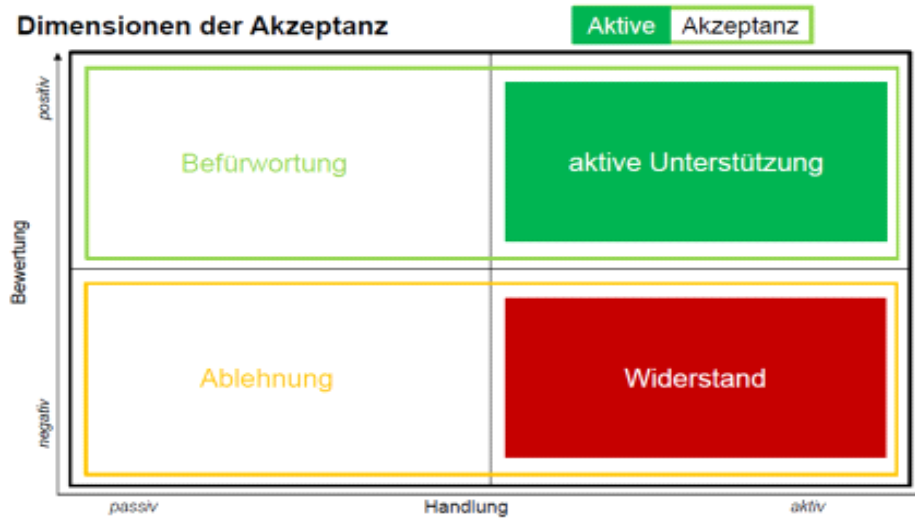 Dimensionen der Akzeptanz
Aktive Akzeptanz
positiv
Befürwortung
aktive Unterstützung
Bewertung
Ablehnung
Widerstand
negativ
passiv
Handlung
aktiv